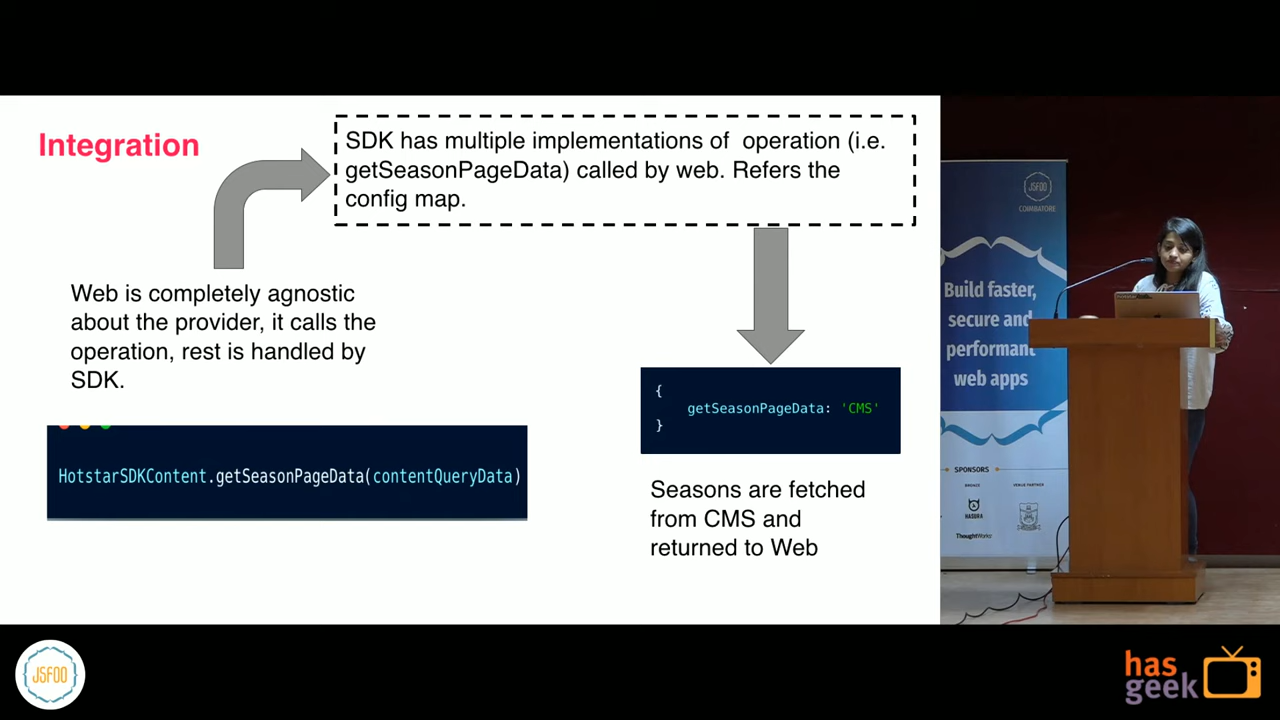 Integration
SDK has multiple implementations of operation (i.e.
getSeasonPageData) called by web. Refers the
config map.
Web is completely agnostic
about the provider, it calls the
operation, rest is handled by
SDK.
HotstarSDKContent.getSeasonPageData(contentQueryData)
{
getSeasonPageData: 'CMS'
}
Seasons are fetched
from CMS and
returned to Web
JSFOO
COIMBATORE
Build faster,
secure and
performant
web apps
SPONSORS
BRONZE
VENUE PARTNER
HASURA
ThoughtWorks
JSFOO
has
geek